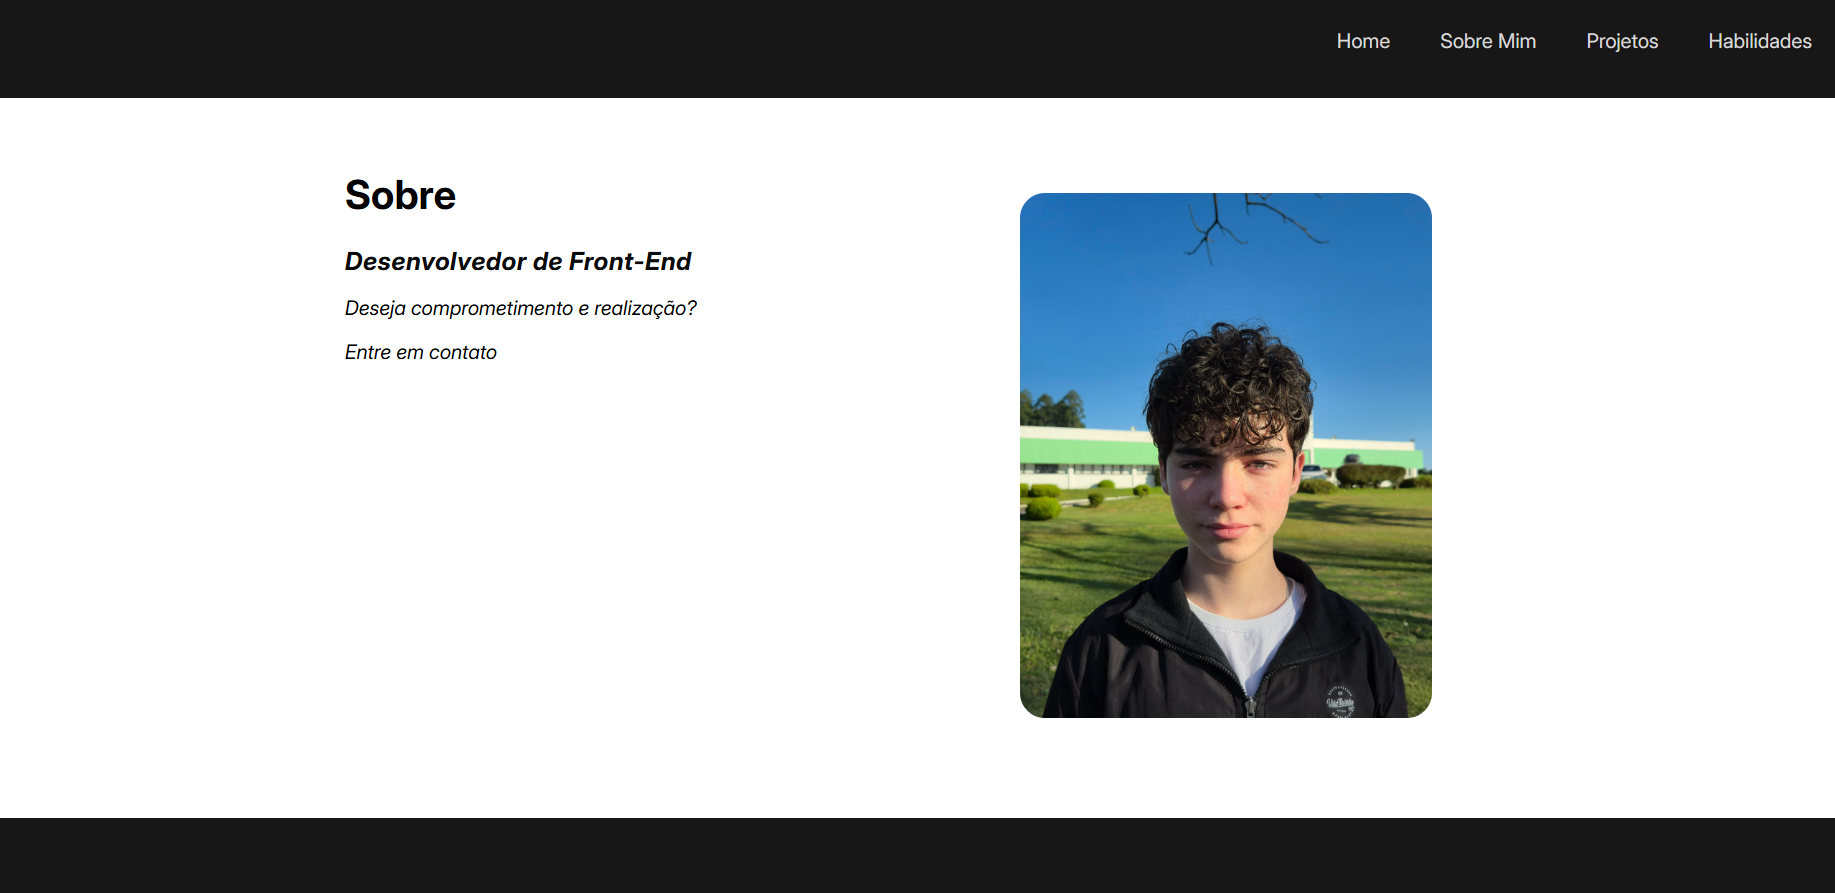 Home Sobre Mim Projetos Habilidades
Sobre
Desenvolvedor de Front-End
Deseja comprometimento e realização?
Entre em contato